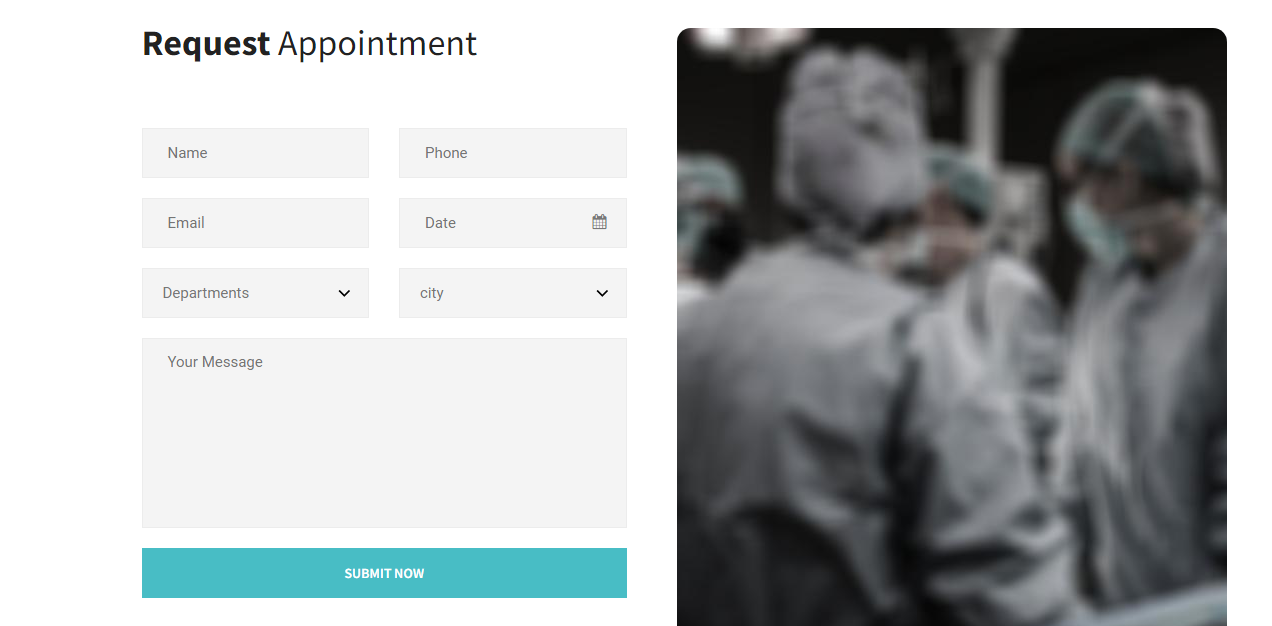 Request Appointment
Name
Phone
Email
Date
Departments
city
Your Message
SUBMIT NOW